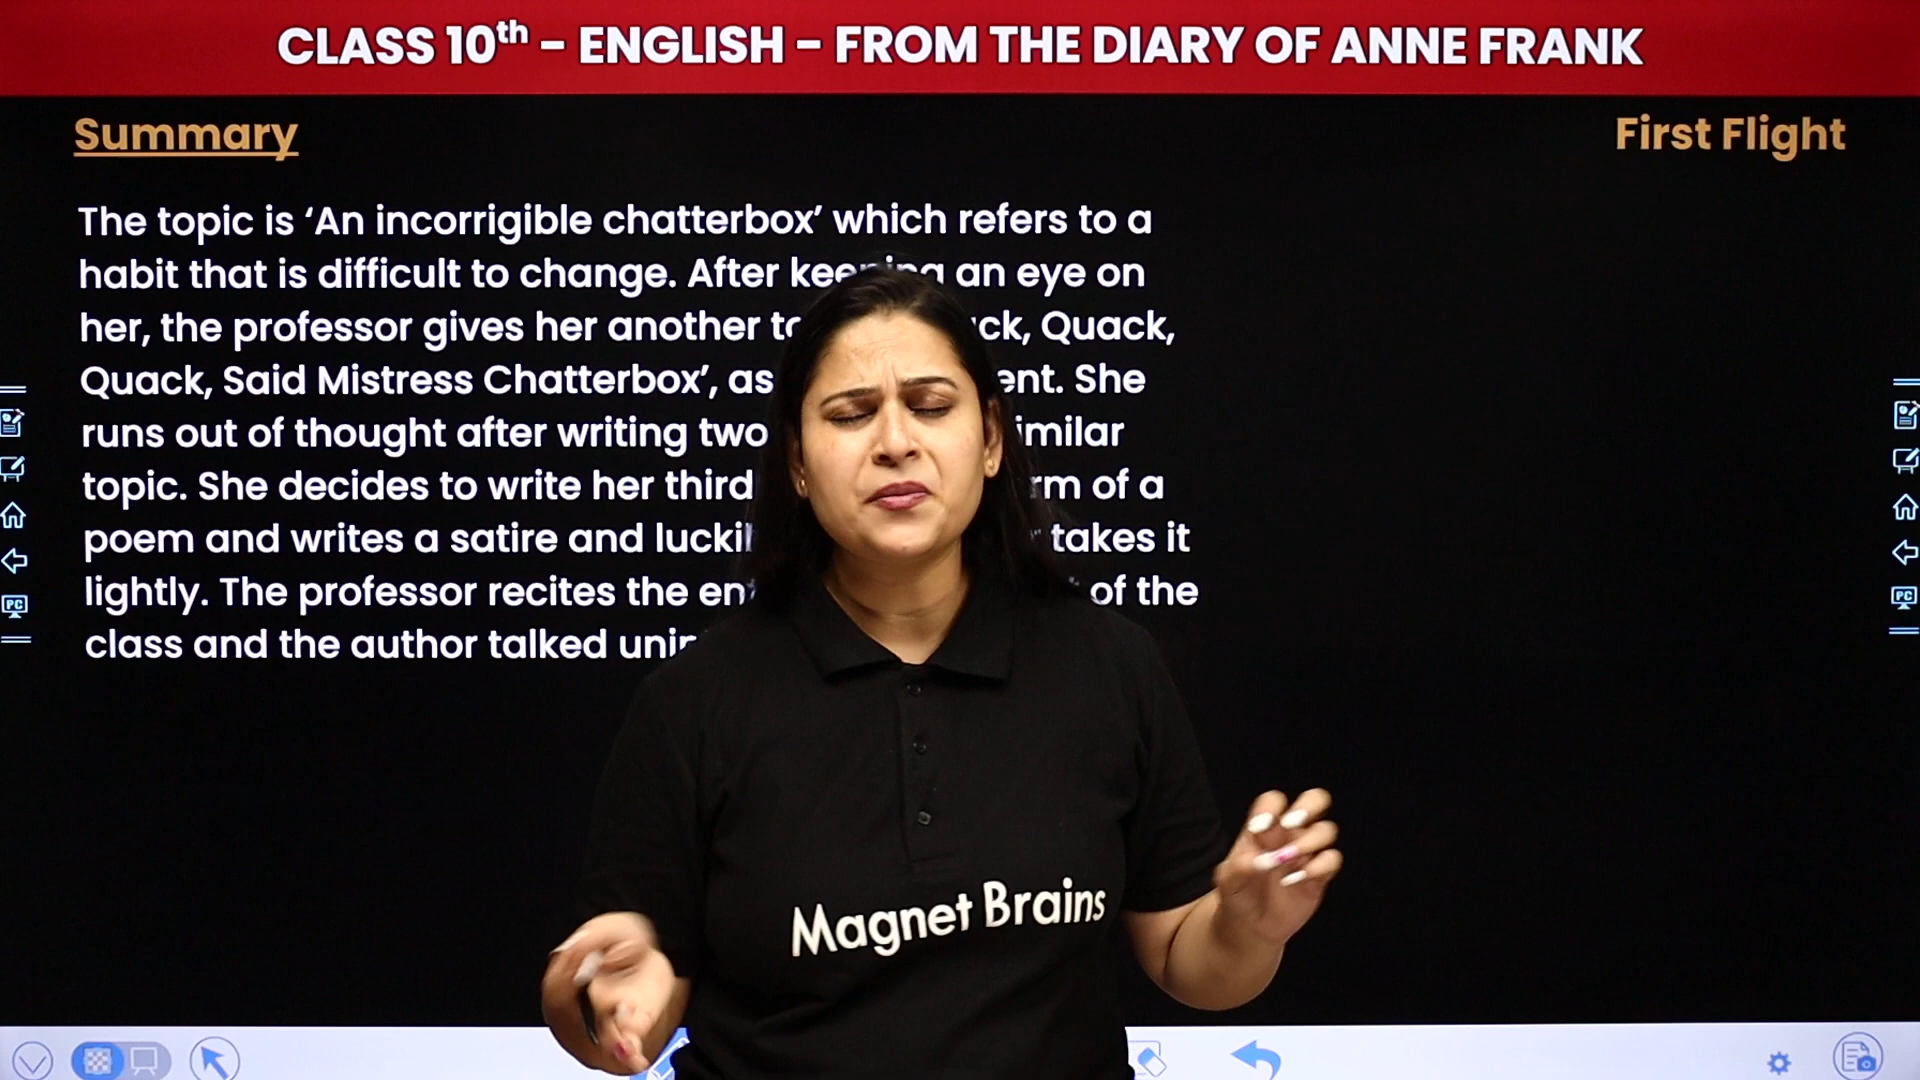 CLASS 10th - ENGLISH - FROM THE DIARY OF ANNE FRANK
Summary
First Flight
The topic is ‘An incorrigible chatterbox’ which refers to a
habit that is difficult to change. After an eye on
her, the professor gives her another Quack,
Quack, Said Mistress Chatterbox’, as She
runs out of thought after writing two
topic. She decides to write her third of a
poem and writes a satire and takes it
lightly. The professor recites the of the
class and the author talked
Magnet Brains
PC
PC